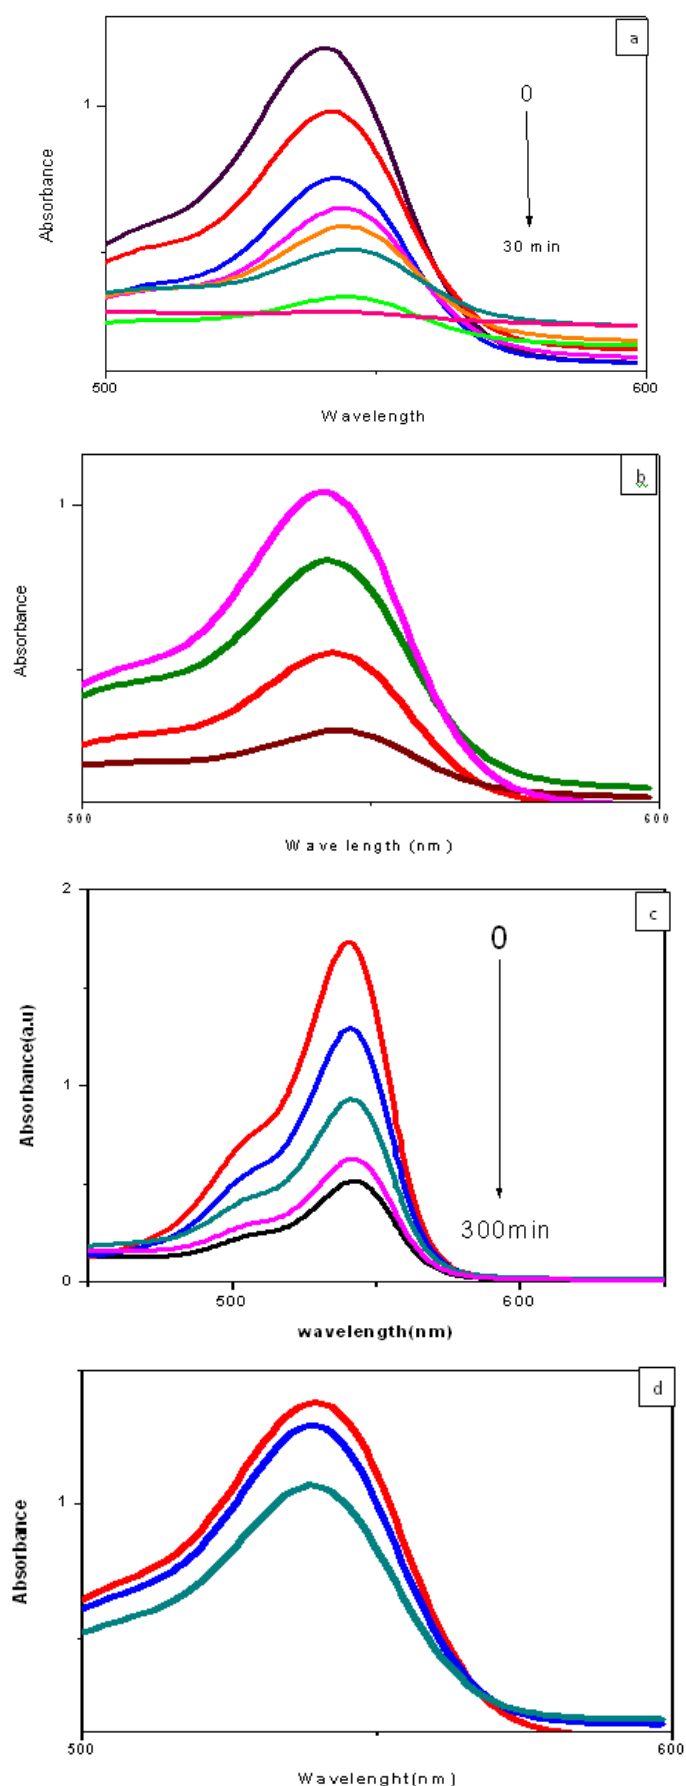 a
1
0
30 min
Absorbance
500
600
Wavelength
b
1
Absorbance
500
600
Wave length (nm)
2
c
0
1
Absorbance(a.u)
300min
0
500
600
wavelength(nm)
d
1
Absorbance
500
600
Wavelenght(nm)